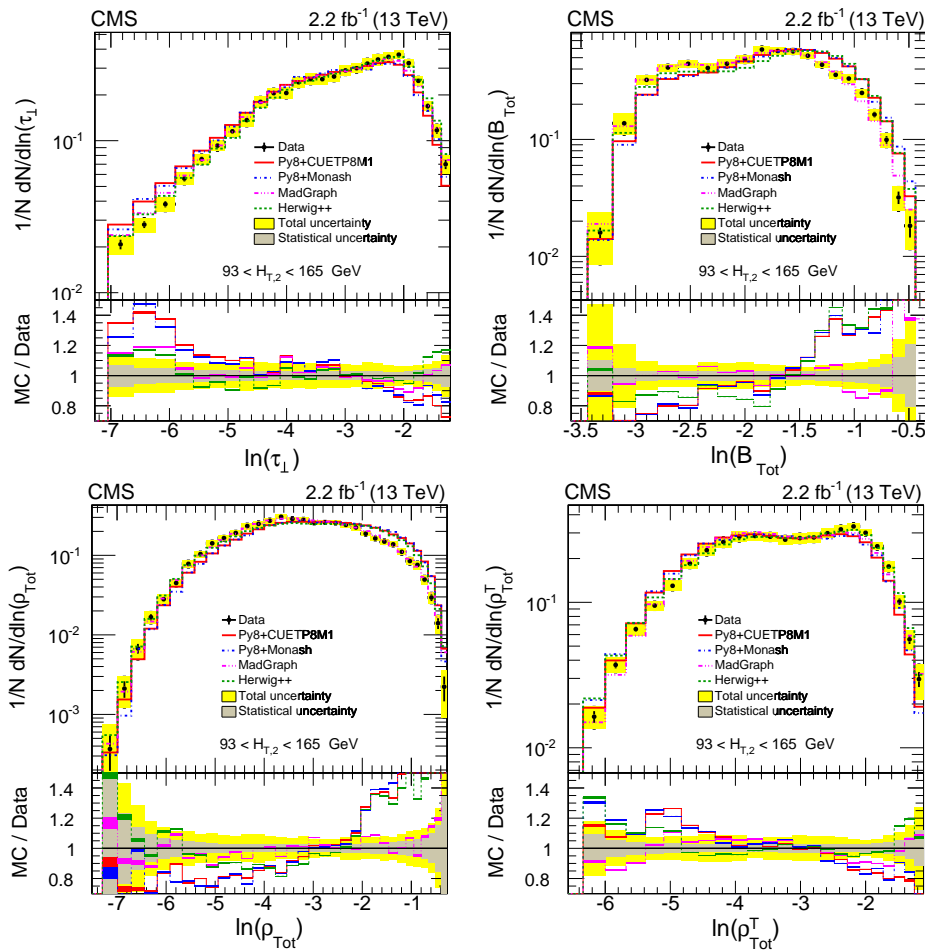 CMS 2.2 fb⁻¹ (13 TeV)
1/N dN/dln(τ⊥)
10⁻¹
10⁻²
Data
Py8+CUETP8M1
Py8+Monash
MadGraph
Herwig++
Total uncertainty
Statistical uncertainty
93 < H_T,2 < 165 GeV
MC / Data
1.4
1.2
1
0.8
-7 -6 -5 -4 -3 -2
ln(τ⊥)
CMS 2.2 fb⁻¹ (13 TeV)
1/N dN/dln(B_Tot)
10⁻¹
10⁻²
Data
Py8+CUETP8M1
Py8+Monash
MadGraph
Herwig++
Total uncertainty
Statistical uncertainty
93 < H_T,2 < 165 GeV
MC / Data
1.4
1.2
1
0.8
-3.5 -3 -2.5 -2 -1.5 -1 -0.5
ln(B_Tot)
CMS 2.2 fb⁻¹ (13 TeV)
1/N dN/dln(ρ_Tot)
10⁻¹
10⁻²
10⁻³
Data
Py8+CUETP8M1
Py8+Monash
MadGraph
Herwig++
Total uncertainty
Statistical uncertainty
93 < H_T,2 < 165 GeV
MC / Data
1.4
1.2
1
0.8
-7 -6 -5 -4 -3 -2 -1
ln(ρ_Tot)
CMS 2.2 fb⁻¹ (13 TeV)
1/N dN/dln(ρ^T_Tot)
10⁻¹
10⁻²
Data
Py8+CUETP8M1
Py8+Monash
MadGraph
Herwig++
Total uncertainty
Statistical uncertainty
93 < H_T,2 < 165 GeV
MC / Data
1.4
1.2
1
0.8
-6 -5 -4 -3 -2
ln(ρ^T_Tot)